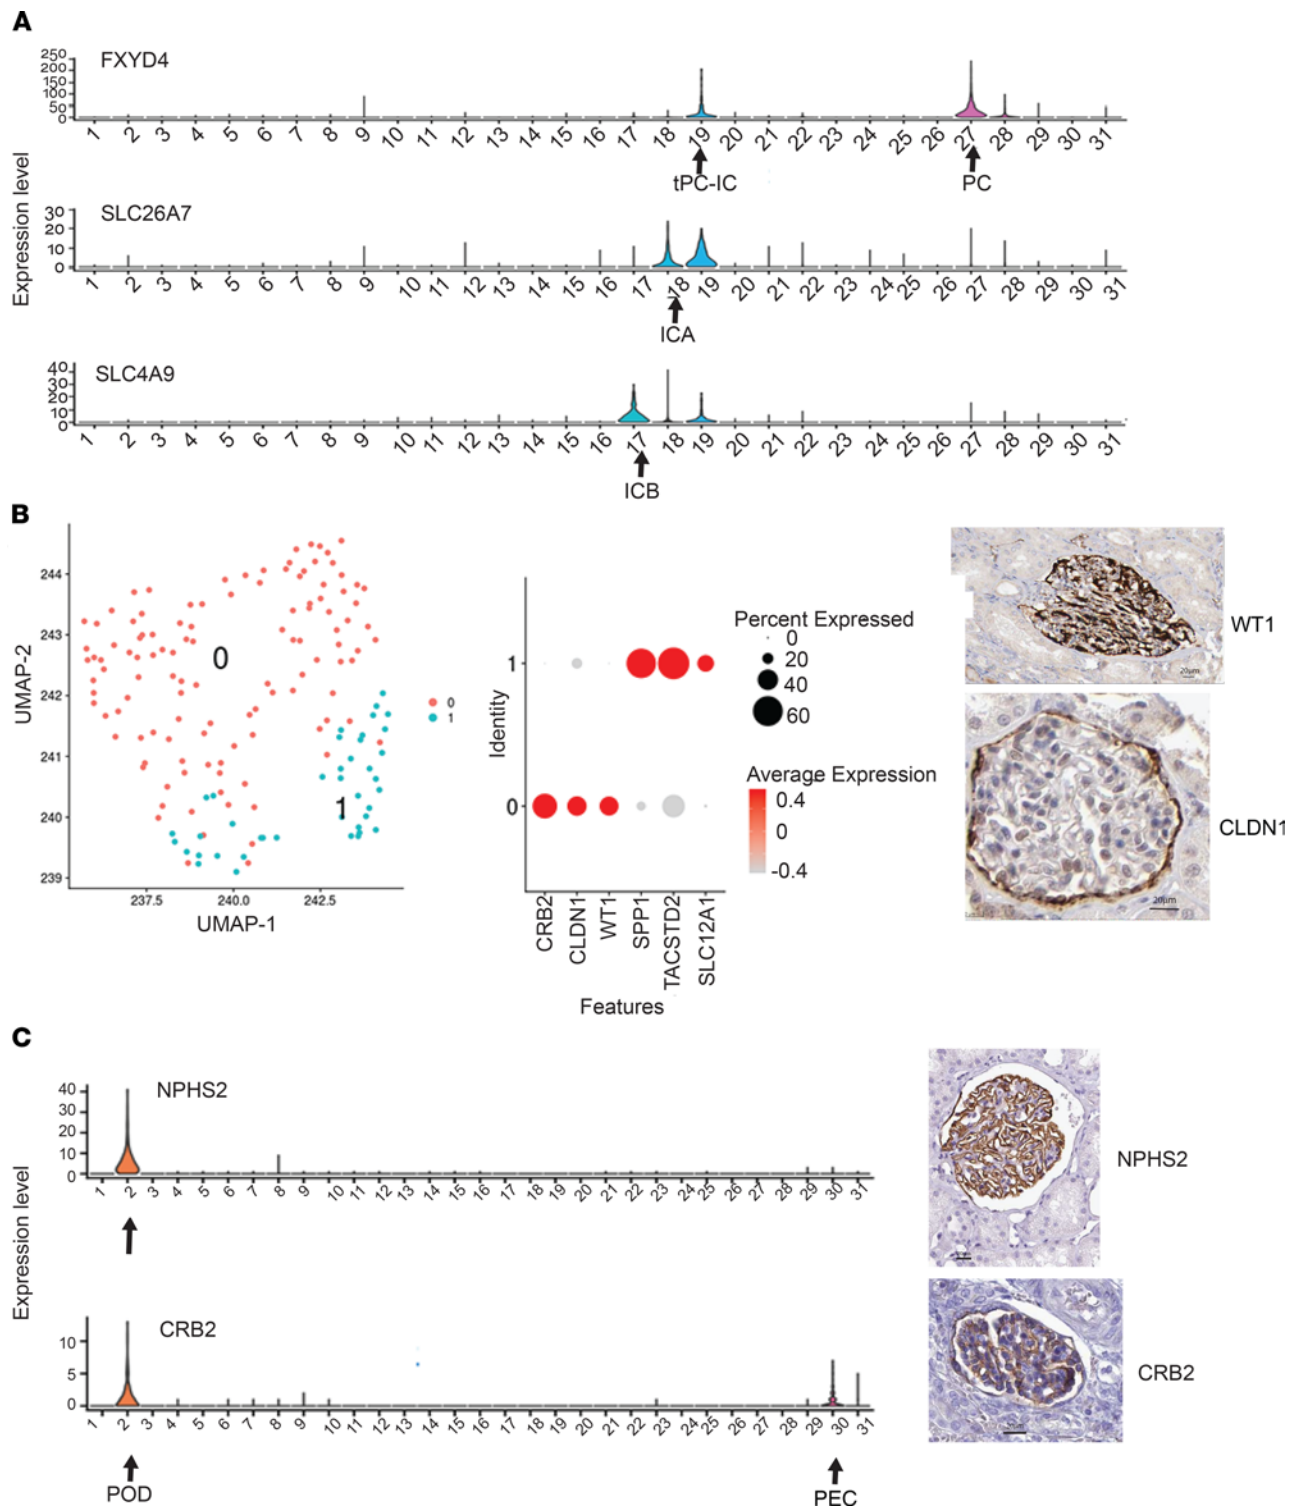 A
FXYD4
250
200
150
100
50
0
1 2 3 4 5 6 7 8 9 10 11 12 13 14 15 16 17 18 19 20 21 22 23 24 25 26 27 28 29 30 31
tPC-IC PC
Expression level
SLC26A7
30
20
10
0
1 2 3 4 5 6 7 8 9 10 11 12 13 14 15 16 17 18 19 20 21 22 23 24 25 26 27 28 29 30 31
ICA
SLC4A9
40
30
20
10
0
1 2 3 4 5 6 7 8 9 10 11 12 13 14 15 16 17 18 19 20 21 22 23 24 25 26 27 28 29 30 31
ICB
B
UMAP-2
244
243
242
241
240
239
0
1
237.5 240.0 242.5
UMAP-1
0
1
Identity
1
0
CRB2 CLDN1 WT1 SPP1 TACSTD2 SLC12A1
Features
Percent Expressed
0
20
40
60
Average Expression
0.4
0
-0.4
WT1
20μm
CLDN1
20μm
C
Expression level
NPHS2
40
30
20
10
0
1 2 3 4 5 6 7 8 9 10 11 12 13 14 15 16 17 18 19 20 21 22 23 24 25 26 27 28 29 30 31
CRB2
10
5
0
1 2 3 4 5 6 7 8 9 10 11 12 13 14 15 16 17 18 19 20 21 22 23 24 25 26 27 28 29 30 31
POD PEC
NPHS2
CRB2